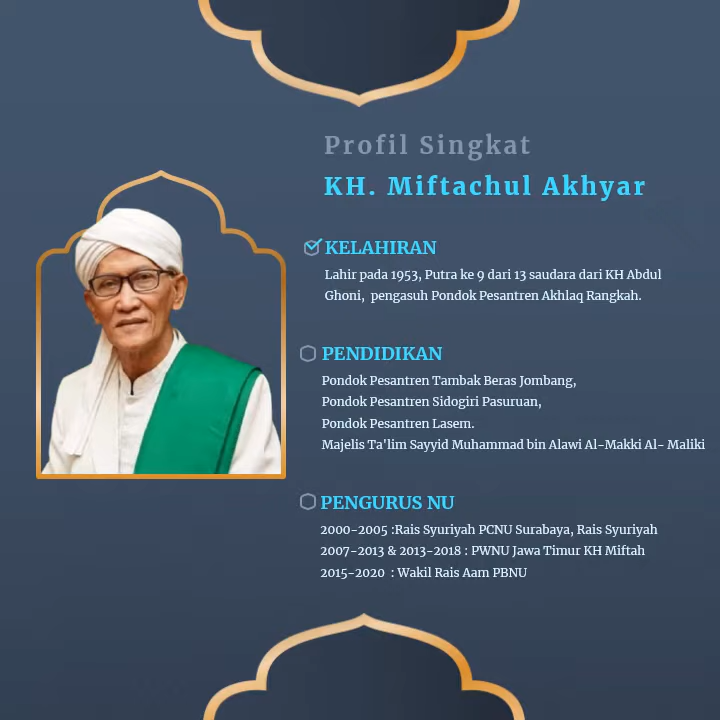 Profil Singkat
KH. Miftachul Akhyar
KELAHIRAN
Lahir pada 1953, Putra ke 9 dari 13 saudara dari KH Abdul
Ghoni, pengasuh Pondok Pesantren Akhlaq Rangkah.
PENDIDIKAN
Pondok Pesantren Tambak Beras Jombang,
Pondok Pesantren Sidogiri Pasuruan,
Pondok Pesantren Lasem.
Majelis Ta'lim Sayyid Muhammad bin Alawi Al-Makki Al- Maliki
PENGURUS NU
2000-2005 :Rais Syuriyah PCNU Surabaya, Rais Syuriyah
2007-2013 & 2013-2018 : PWNU Jawa Timur KH Miftah
2015-2020 : Wakil Rais Aam PBNU